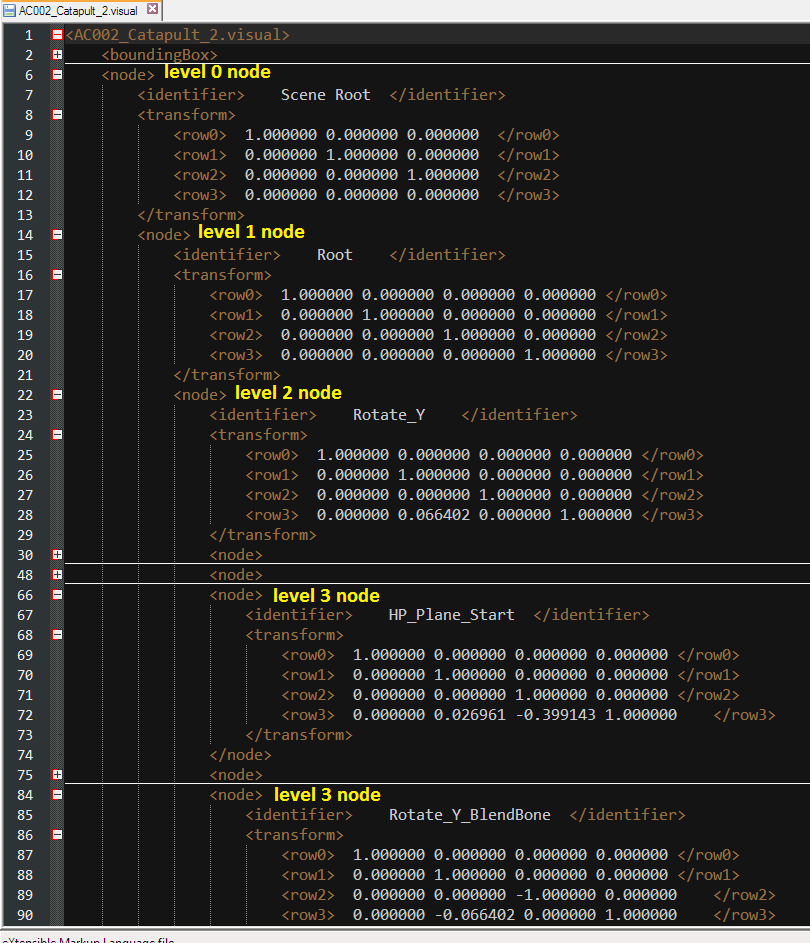 AC002_Catapult_2.visual
1 <AC002_Catapult_2.visual>
2 <boundingBox>
6 <node> level 0 node
7 <identifier> Scene Root </identifier>
8 <transform>
9 <row0> 1.000000 0.000000 0.000000 </row0>
10 <row1> 0.000000 1.000000 0.000000 </row1>
11 <row2> 0.000000 0.000000 1.000000 </row2>
12 <row3> 0.000000 0.000000 0.000000 </row3>
13 </transform>
14 <node> level 1 node
15 <identifier> Root </identifier>
16 <transform>
17 <row0> 1.000000 0.000000 0.000000 0.000000 </row0>
18 <row1> 0.000000 1.000000 0.000000 0.000000 </row1>
19 <row2> 0.000000 0.000000 1.000000 0.000000 </row2>
20 <row3> 0.000000 0.000000 0.000000 1.000000 </row3>
21 </transform>
22 <node> level 2 node
23 <identifier> Rotate_Y </identifier>
24 <transform>
25 <row0> 1.000000 0.000000 0.000000 0.000000 </row0>
26 <row1> 0.000000 1.000000 0.000000 0.000000 </row1>
27 <row2> 0.000000 0.000000 1.000000 0.000000 </row2>
28 <row3> 0.000000 0.066402 0.000000 1.000000 </row3>
29 </transform>
30 <node>
48 <node>
66 <node> level 3 node
67 <identifier> HP_Plane_Start </identifier>
68 <transform>
69 <row0> 1.000000 0.000000 0.000000 0.000000 </row0>
70 <row1> 0.000000 1.000000 0.000000 0.000000 </row1>
71 <row2> 0.000000 0.000000 1.000000 0.000000 </row2>
72 <row3> 0.000000 0.026961 -0.399143 1.000000 </row3>
73 </transform>
74 </node>
75 <node>
84 <node> level 3 node
85 <identifier> Rotate_Y_BlendBone </identifier>
86 <transform>
87 <row0> 1.000000 0.000000 0.000000 0.000000 </row0>
88 <row1> 0.000000 1.000000 0.000000 0.000000 </row1>
89 <row2> 0.000000 0.000000 -1.000000 0.000000 </row2>
90 <row3> 0.000000 -0.066402 0.000000 1.000000 </row3>
eXtensible Markup Language file